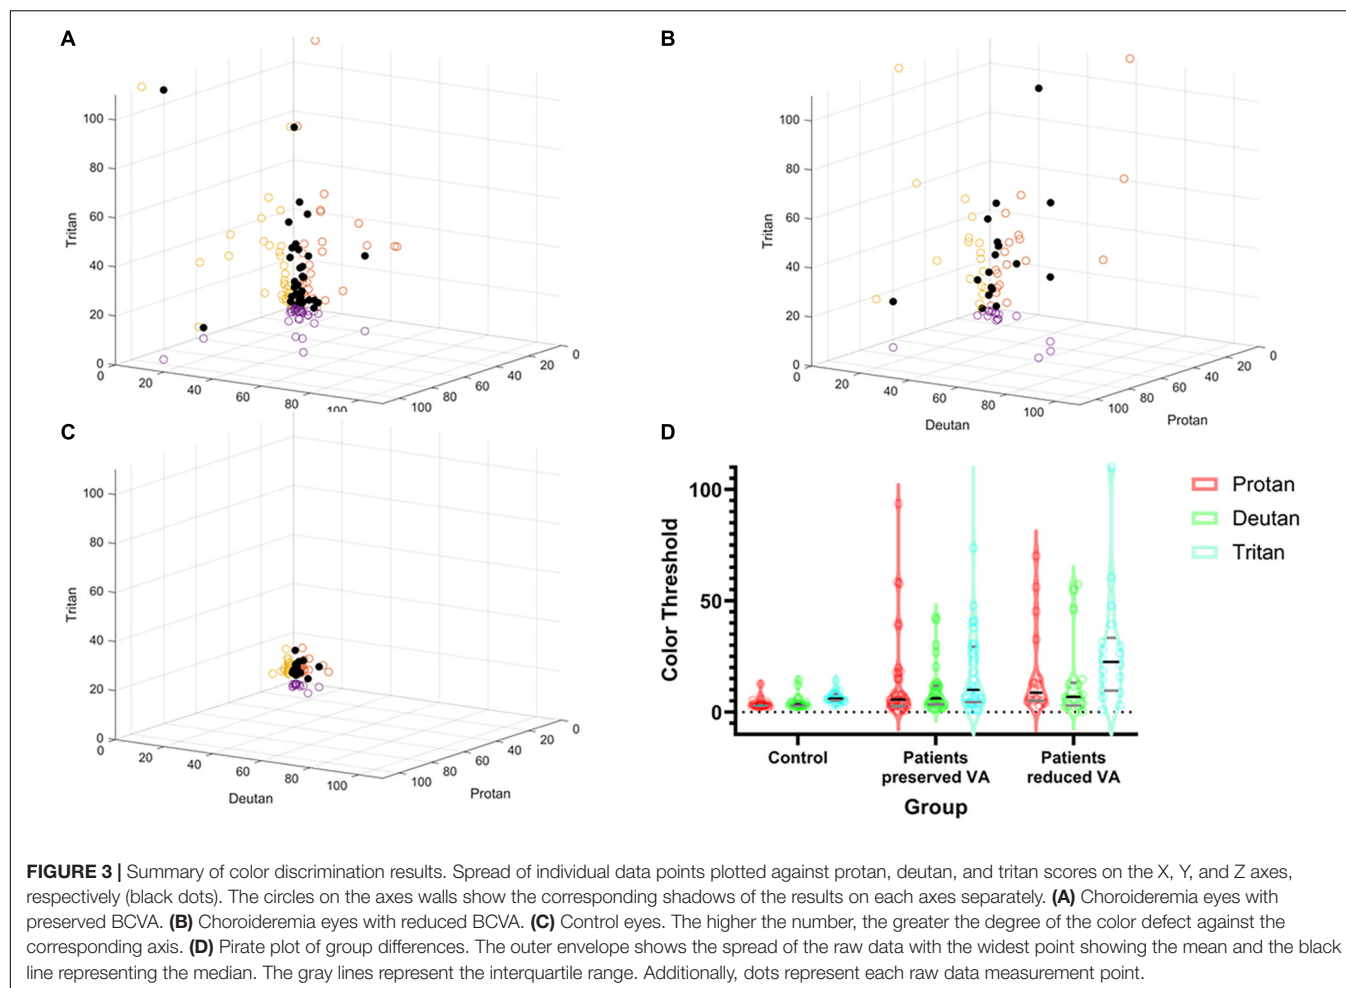 A
Tritan
100
80
60
40
20
0
0
20
40
60
80
100
100
80
60
40
20
0
B
Tritan
100
80
60
40
20
0
0
20
40
60
80
100
100
80
60
40
20
0
Deutan
Protan
C
Tritan
100
80
60
40
20
0
0
20
40
60
80
100
100
80
60
40
20
0
Deutan
Protan
D
Color Threshold
100
50
0
Control
Patients
preserved VA
Patients
reduced VA
Group
Protan
Deutan
Tritan
FIGURE 3 | Summary of color discrimination results. Spread of individual data points plotted against protan, deutan, and tritan scores on the X, Y, and Z axes,
respectively (black dots). The circles on the axes walls show the corresponding shadows of the results on each axes separately. (A) Choroideremia eyes with
preserved BCVA. (B) Choroideremia eyes with reduced BCVA. (C) Control eyes. The higher the number, the greater the degree of the color defect against the
corresponding axis. (D) Pirate plot of group differences. The outer envelope shows the spread of the raw data with the widest point showing the mean and the black
line representing the median. The gray lines represent the interquartile range. Additionally, dots represent each raw data measurement point.